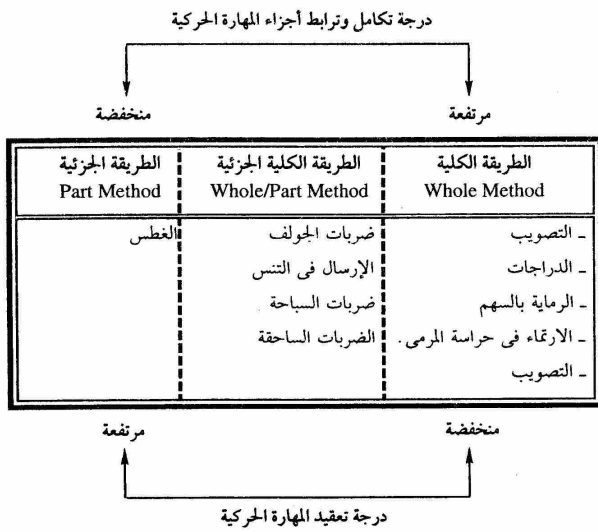 درجة تكامل وترابط أجزاء المهارة الحركية
مرتفعة منخفضة
الطريقة الكلية الطريقة الكلية الجزئية الطريقة الجزئية
Whole Method Whole/Part Method Part Method
ـ التصويب ضربات الجولف الغطس
ـ الدراجات الإرسال فى التنس
ـ الرماية بالسهم ضربات السباحة
ـ الارتماء فى حراسة المرمى. الضربات الساحقة
ـ التصويب
منخفضة مرتفعة
درجة تعقيد المهارة الحركية